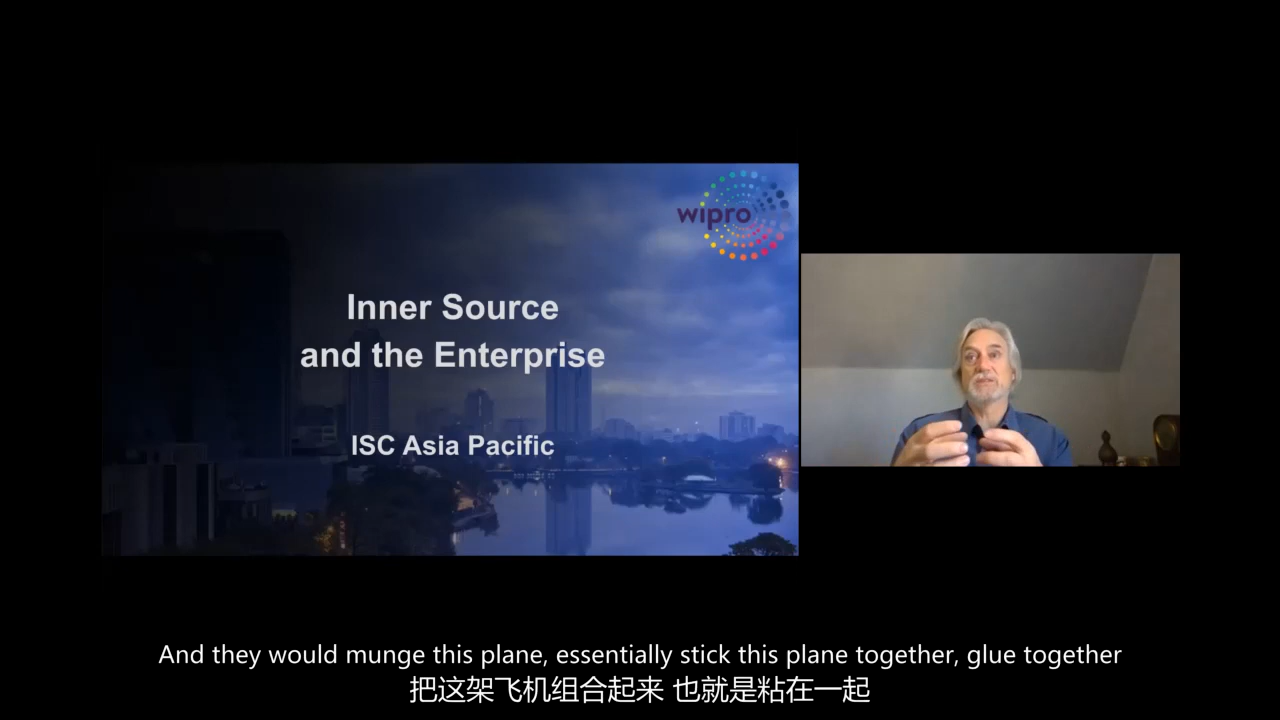 wipro
Inner Source
and the Enterprise
ISC Asia Pacific
And they would munge this plane, essentially stick this plane together, glue together
把这架飞机组合起来 也就是粘在一起